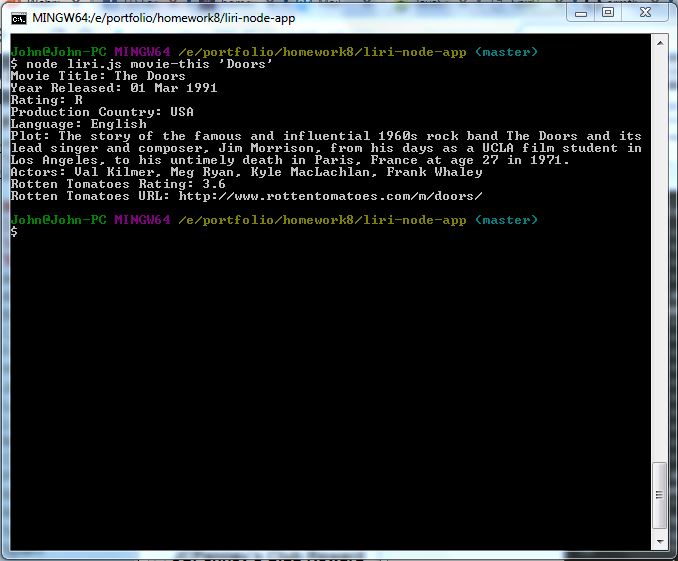 MINGW64:/e/portfolio/homework8/liri-node-app
John@John-PC MINGW64 /e/portfolio/homework8/liri-node-app (master)
$ node liri.js movie-this 'Doors'
Movie Title: The Doors
Year Released: 01 Mar 1991
Rating: R
Production Country: USA
Language: English
Plot: The story of the famous and influential 1960s rock band The Doors and its
lead singer and composer, Jim Morrison, from his days as a UCLA film student in
Los Angeles, to his untimely death in Paris, France at age 27 in 1971.
Actors: Val Kilmer, Meg Ryan, Kyle MacLachlan, Frank Whaley
Rotten Tomatoes Rating: 3.6
Rotten Tomatoes URL: http://www.rottentomatoes.com/m/doors/
John@John-PC MINGW64 /e/portfolio/homework8/liri-node-app (master)
$